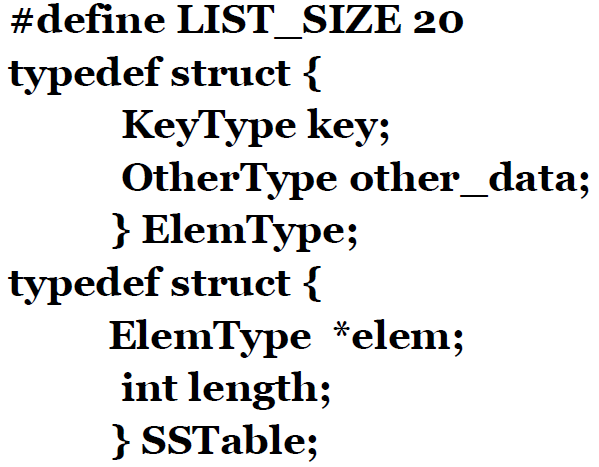 #define LIST_SIZE 20
typedef struct {
KeyType key;
OtherType other_data;
} ElemType;
typedef struct {
ElemType *elem;
int length;
} SSTable;